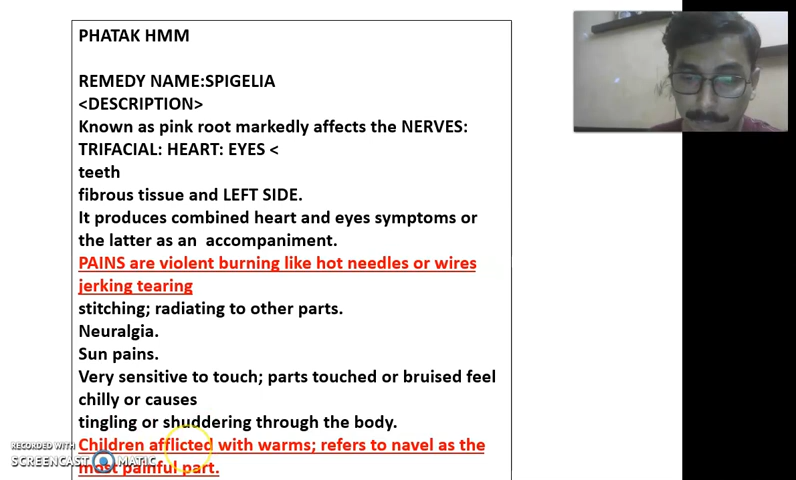 PHATAK HMM
REMEDY NAME:SPIGELIA
<DESCRIPTION>
Known as pink root markedly affects the NERVES:
TRIFACIAL: HEART: EYES <
teeth
fibrous tissue and LEFT SIDE.
It produces combined heart and eyes symptoms or
the latter as an accompaniment.
PAINS are violent burning like hot needles or wires
jerking tearing
stitching; radiating to other parts.
Neuralgia.
Sun pains.
Very sensitive to touch; parts touched or bruised feel
chilly or causes
tingling or shuddering through the body.
Children afflicted with warms; refers to navel as the
most painful part.
RECORDED WITH
SCREENCAST MATIC